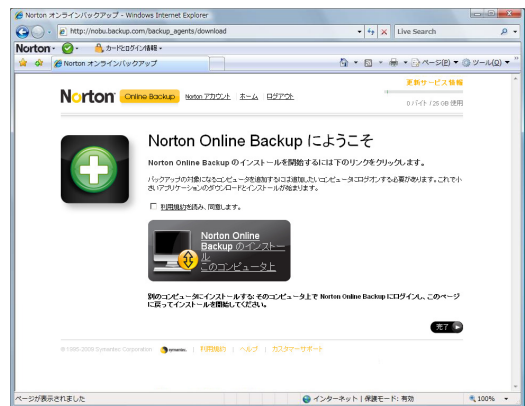 Norton オンラインバックアップ - Windows Internet Explorer
http://nobu.backup.com/backup_agents/download
Live Search
Norton
カードとログイン情報
Norton オンラインバックアップ
ページ(P)
ツール(O)
更新サービス情報
Norton Online Backup
Norton アカウント
ホーム
ログアウト
0 バイト / 25 GB 使用
Norton Online Backup にようこそ
Norton Online Backup のインストールを開始するには下のリンクをクリックします。
バックアップの対象になるコンピュータを追加するには追加したいコンピュータにログオンする必要があります。これで小
さいアプリケーションのダウンロードとインストールが始まります。
利用規約を読み、同意します。
Norton Online
Backup のインストー
ル
このコンピュータ上
別のコンピュータにインストールする: そのコンピュータ上で Norton Online Backup にログインし、このページ
に戻ってインストールを開始してください。
完了
© 1995-2008 Symantec Corporation
symantec.
利用規約 | ヘルプ | カスタマーサポート
ページが表示されました
インターネット | 保護モード: 有効
100%